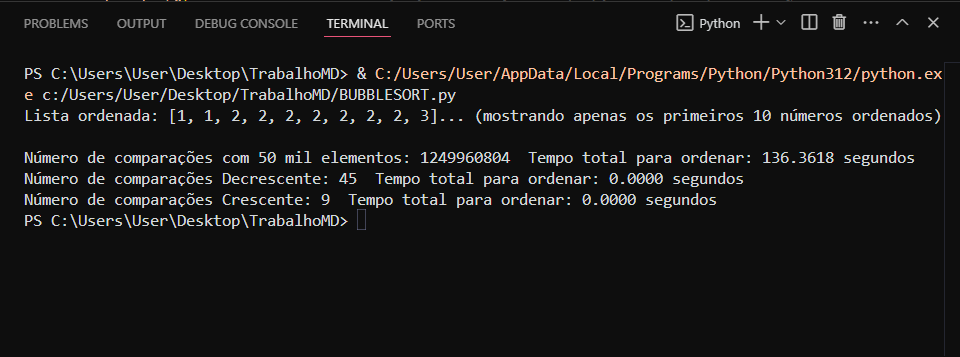 PROBLEMS OUTPUT DEBUG CONSOLE TERMINAL PORTS Python
PS C:\Users\User\Desktop\TrabalhoMD> & C:/Users/User/AppData/Local/Programs/Python/Python312/python.ex
e c:/Users/User/Desktop/TrabalhoMD/BUBBLESORT.py
Lista ordenada: [1, 1, 2, 2, 2, 2, 2, 2, 2, 3]... (mostrando apenas os primeiros 10 números ordenados)
Número de comparações com 50 mil elementos: 1249960804  Tempo total para ordenar: 136.3618 segundos
Número de comparações Decrescente: 45  Tempo total para ordenar: 0.0000 segundos
Número de comparações Crescente: 9  Tempo total para ordenar: 0.0000 segundos
PS C:\Users\User\Desktop\TrabalhoMD>